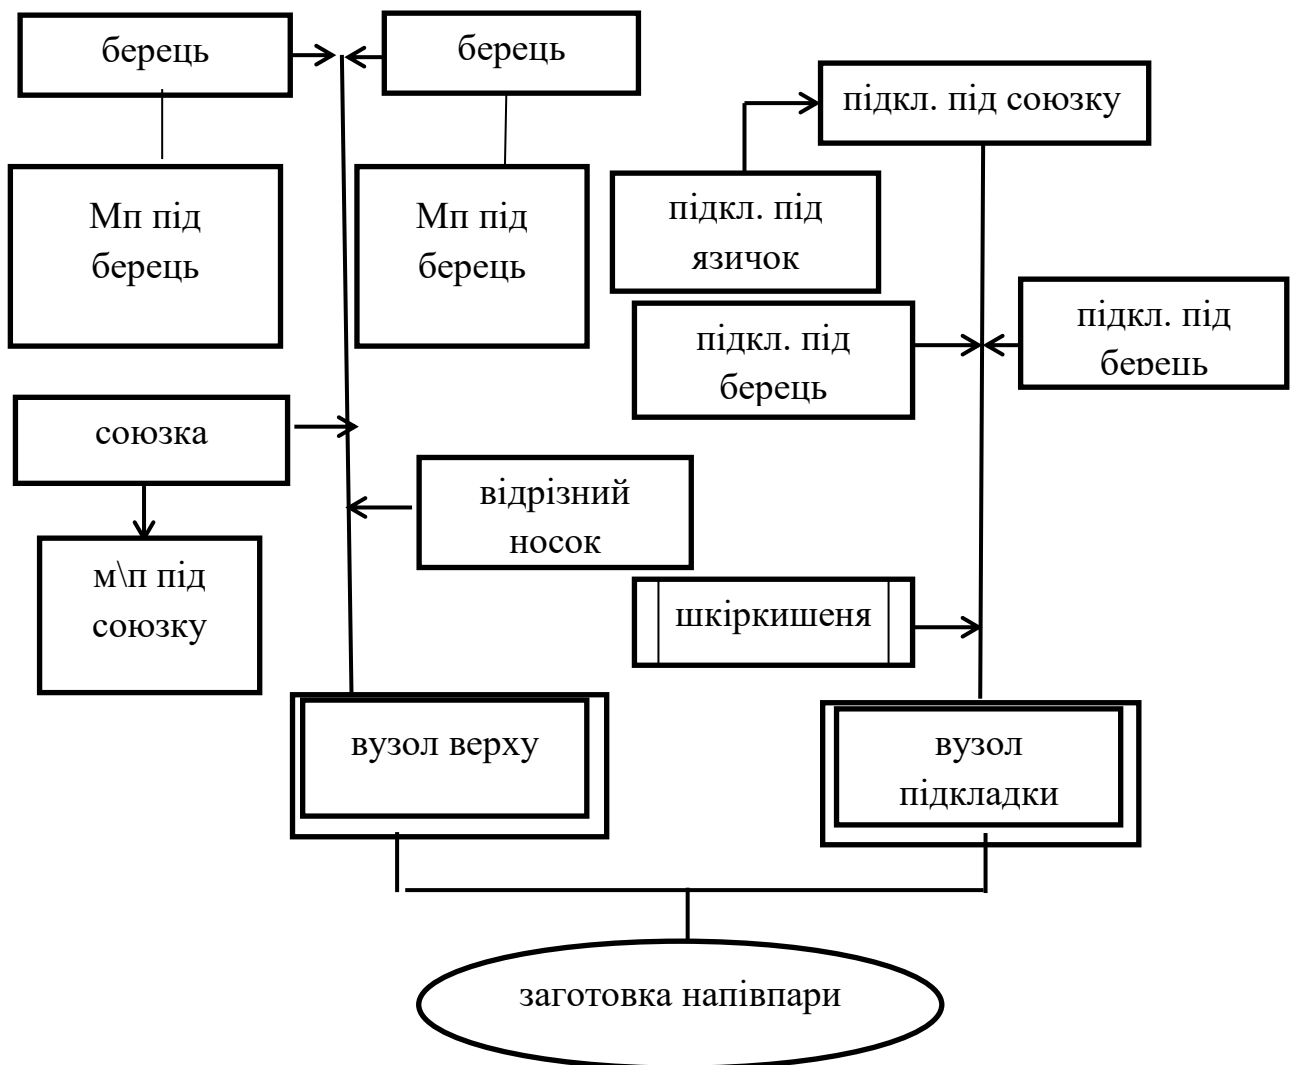 берець
берець
підкл. під союзку
Мп під
берець
Мп під
берець
підкл. під
язичок
підкл. під
берець
підкл. під
берець
союзка
відрізний
носок
м\п під
союзку
шкіркишеня
вузол верху
вузол
підкладки
заготовка напівпари